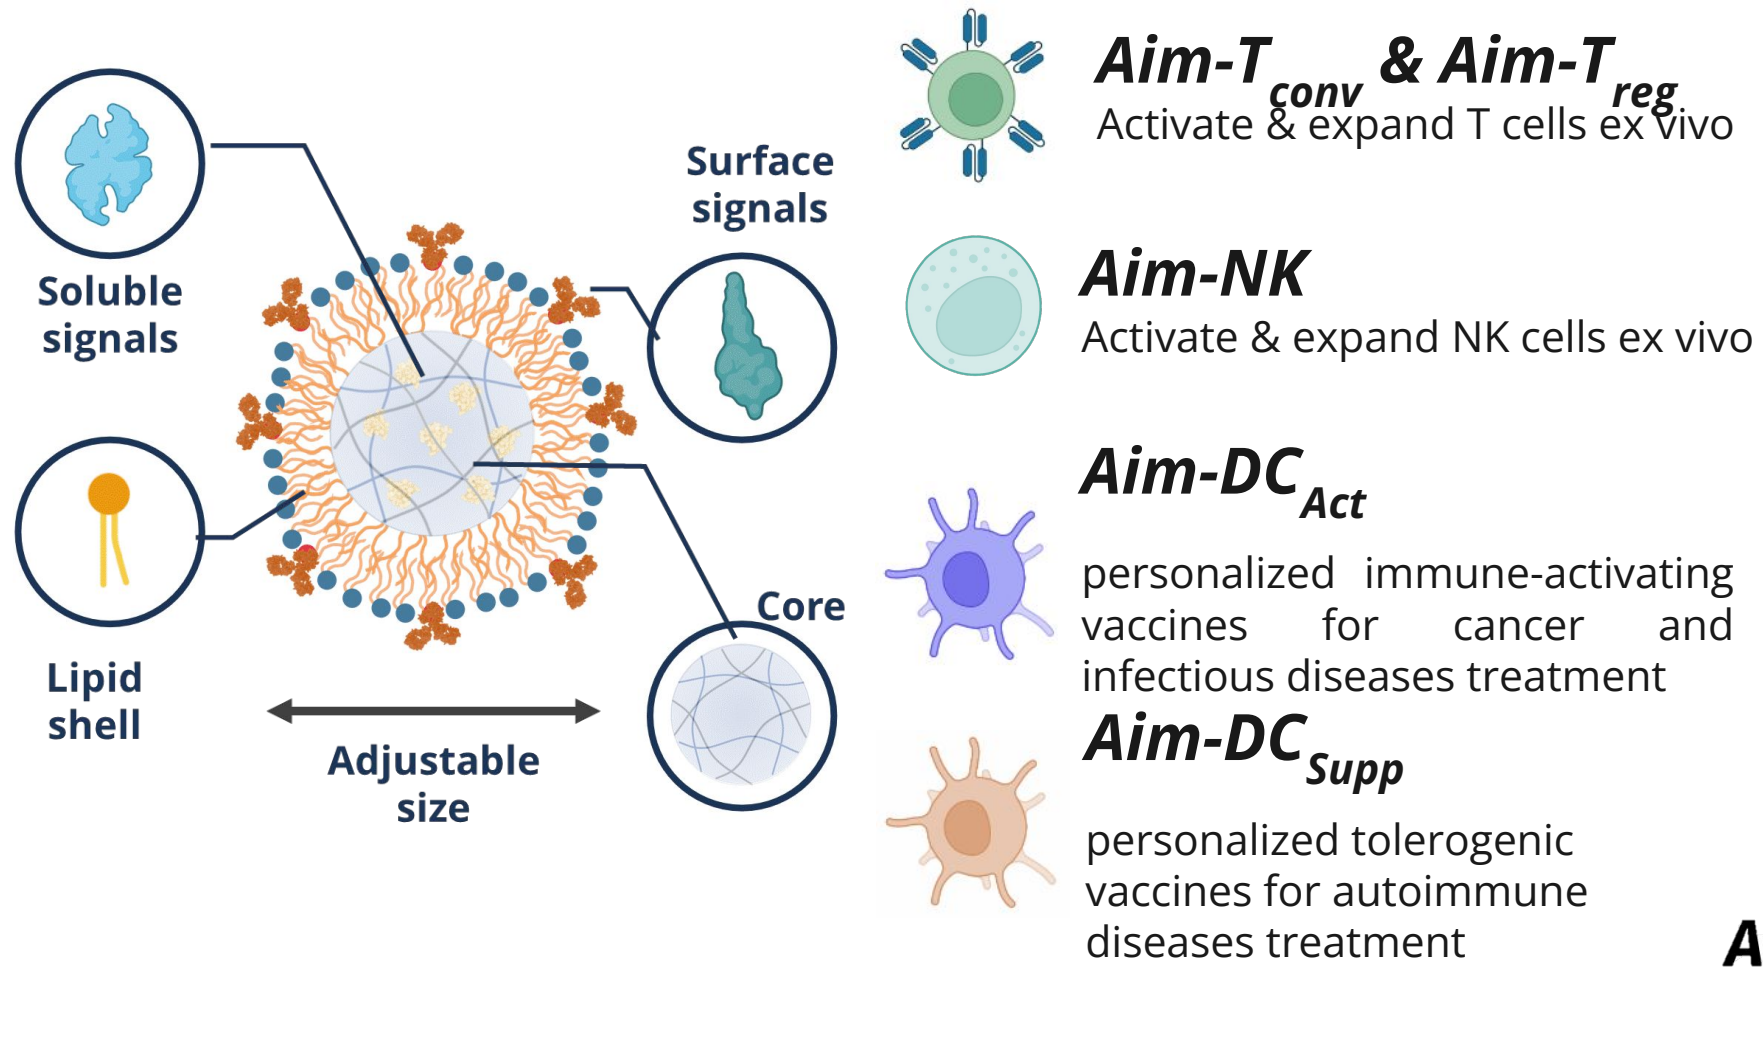 Soluble
signals
Lipid
shell
Surface
signals
Core
Adjustable
size
Aim-Tconv & Aim-Treg
Activate & expand T cells ex vivo
Aim-NK
Activate & expand NK cells ex vivo
Aim-DCAct
personalized immune-activating
vaccines for cancer and
infectious diseases treatment
Aim-DCSupp
personalized tolerogenic
vaccines for autoimmune
diseases treatment
A